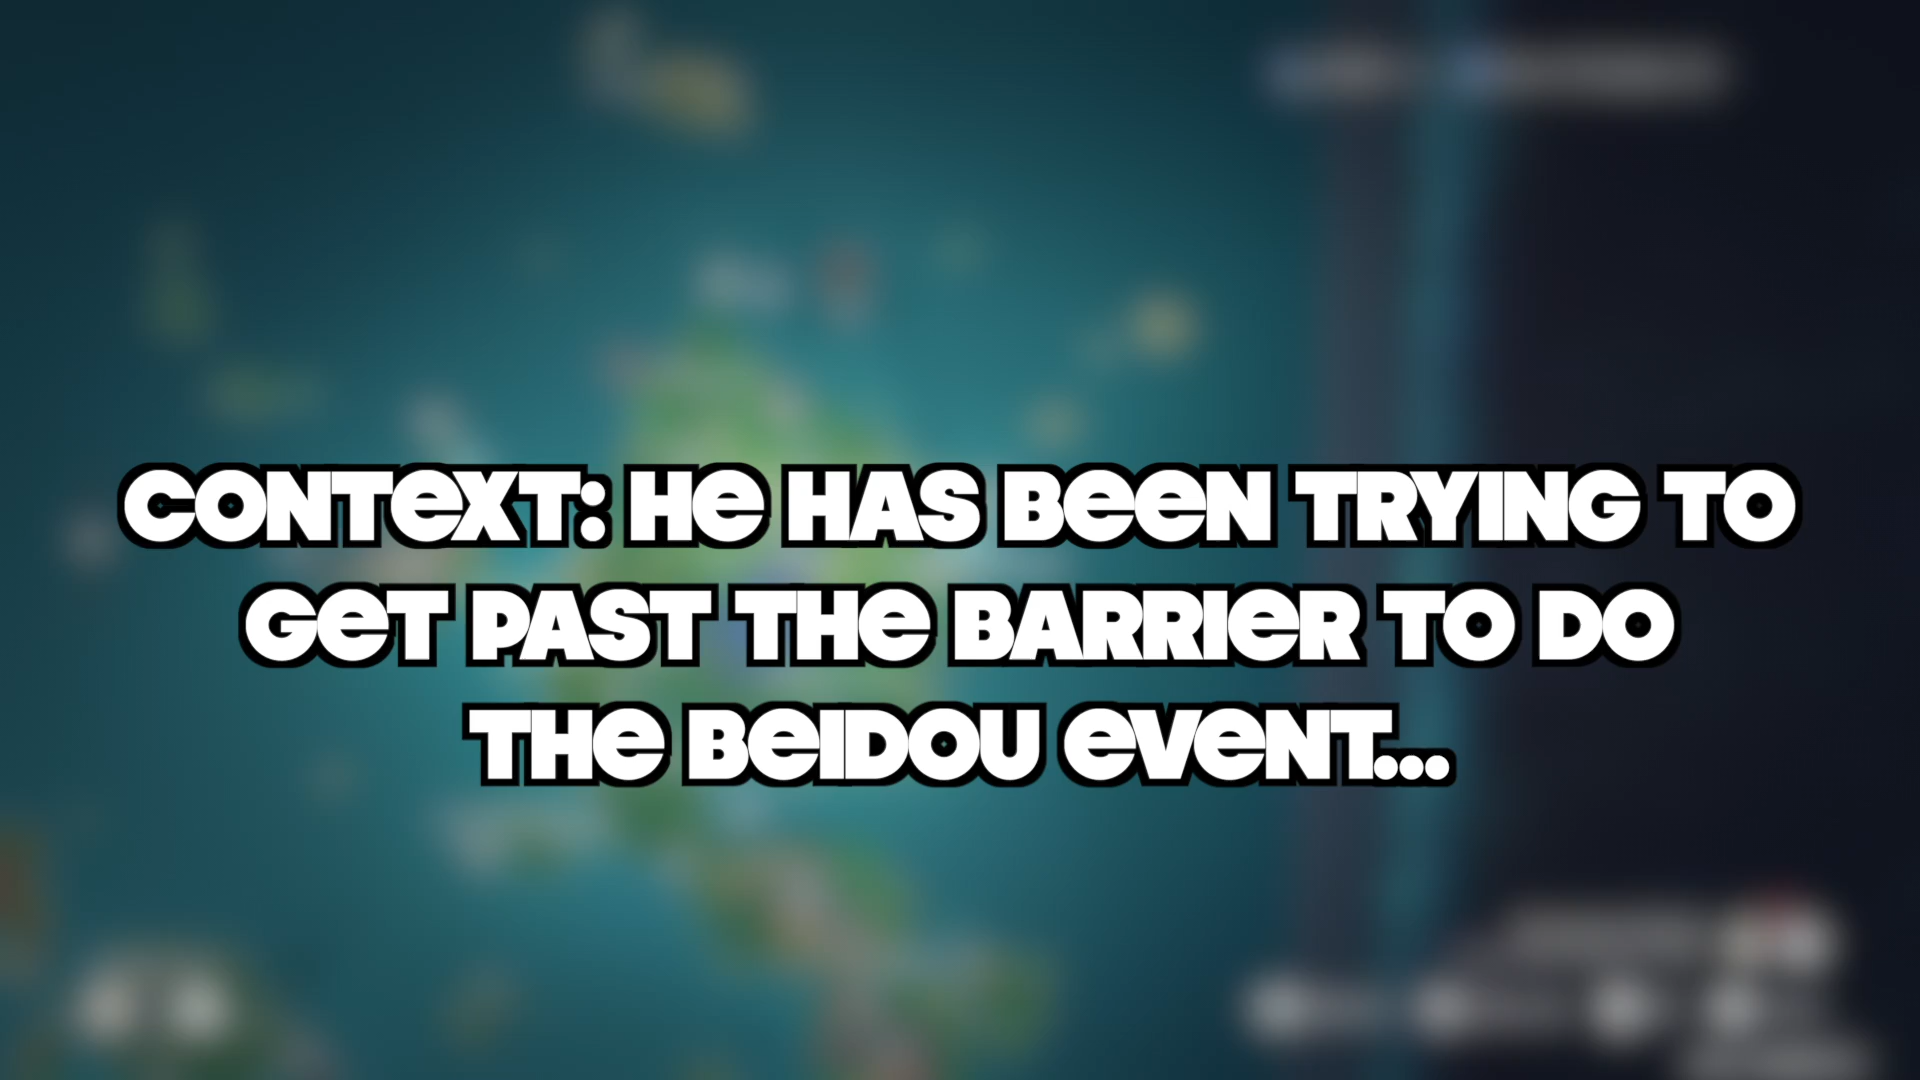 CONTEXT: HE HAS BEEN TRYING TO
GET PAST THE BARRIER TO DO
THE BEIDOU EVENT...